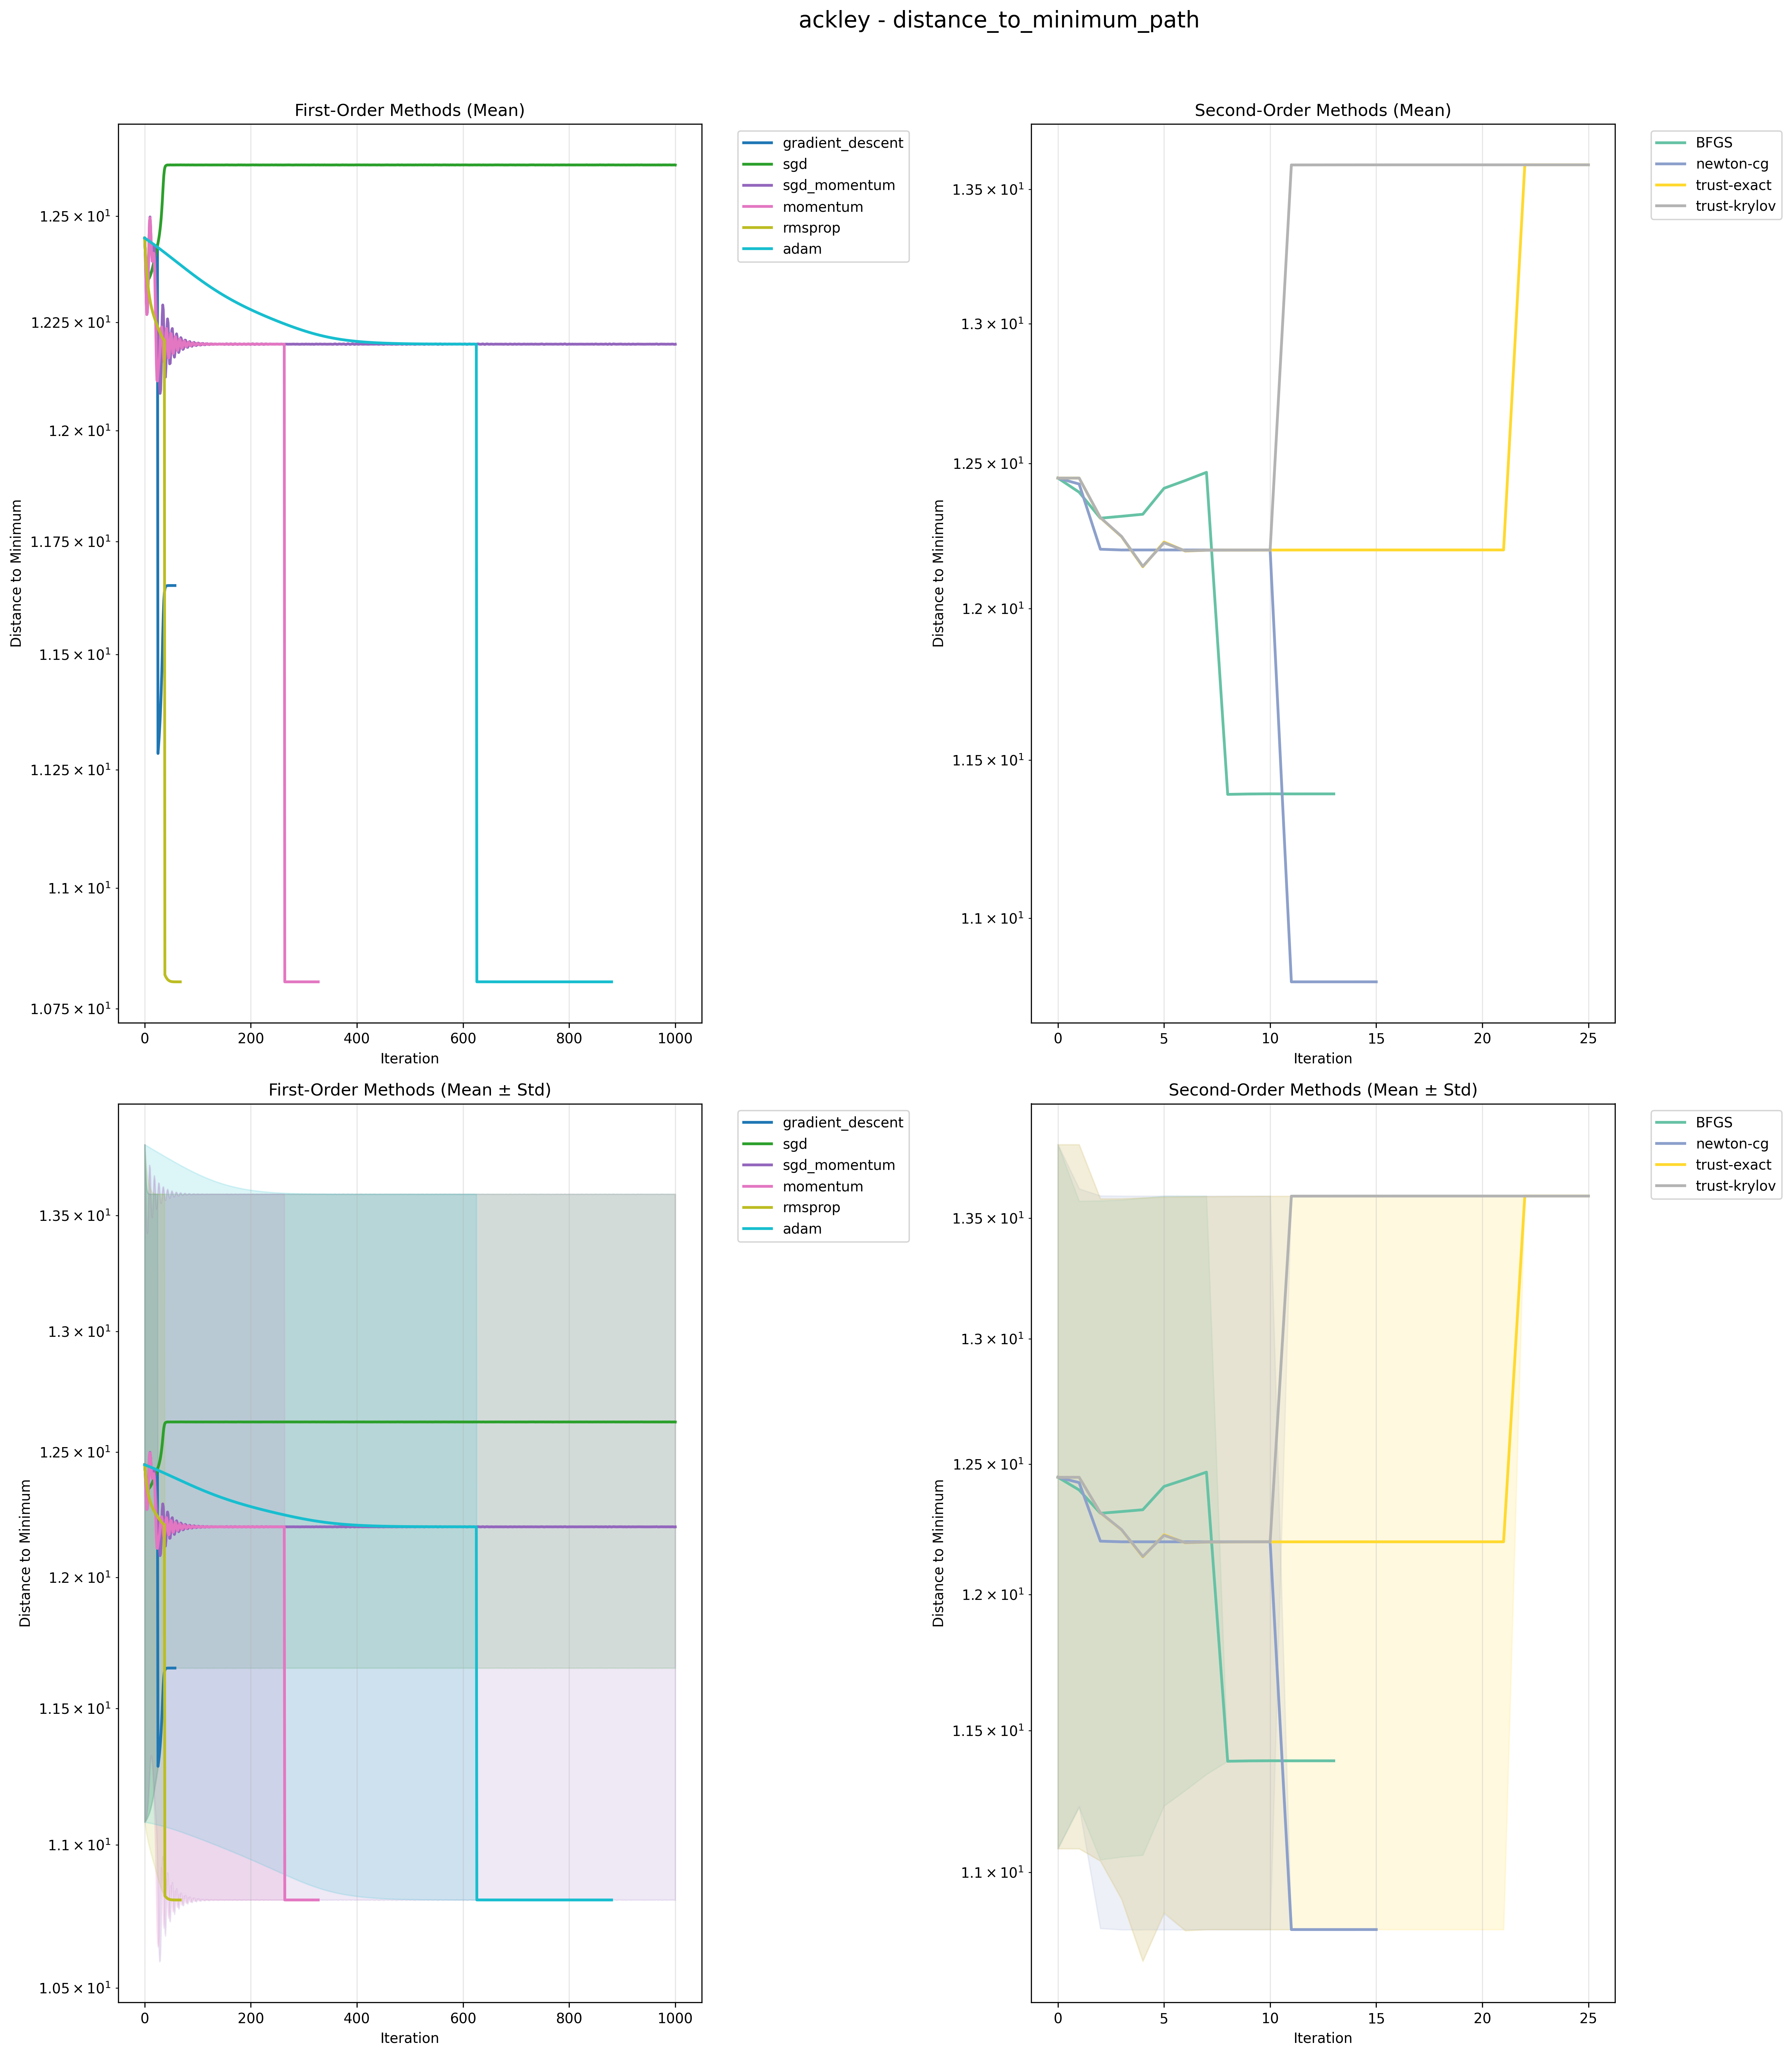 ackley - distance_to_minimum_path
First-Order Methods (Mean)
Distance to Minimum
1.25 × 10¹
1.225 × 10¹
1.2 × 10¹
1.175 × 10¹
1.15 × 10¹
1.125 × 10¹
1.1 × 10¹
1.075 × 10¹
0 200 400 600 800 1000
Iteration
gradient_descent
sgd
sgd_momentum
momentum
rmsprop
adam
Second-Order Methods (Mean)
Distance to Minimum
1.35 × 10¹
1.3 × 10¹
1.25 × 10¹
1.2 × 10¹
1.15 × 10¹
1.1 × 10¹
0 5 10 15 20 25
Iteration
BFGS
newton-cg
trust-exact
trust-krylov
First-Order Methods (Mean ± Std)
Distance to Minimum
1.35 × 10¹
1.3 × 10¹
1.25 × 10¹
1.2 × 10¹
1.15 × 10¹
1.1 × 10¹
1.05 × 10¹
0 200 400 600 800 1000
Iteration
gradient_descent
sgd
sgd_momentum
momentum
rmsprop
adam
Second-Order Methods (Mean ± Std)
Distance to Minimum
1.35 × 10¹
1.3 × 10¹
1.25 × 10¹
1.2 × 10¹
1.15 × 10¹
1.1 × 10¹
0 5 10 15 20 25
Iteration
BFGS
newton-cg
trust-exact
trust-krylov